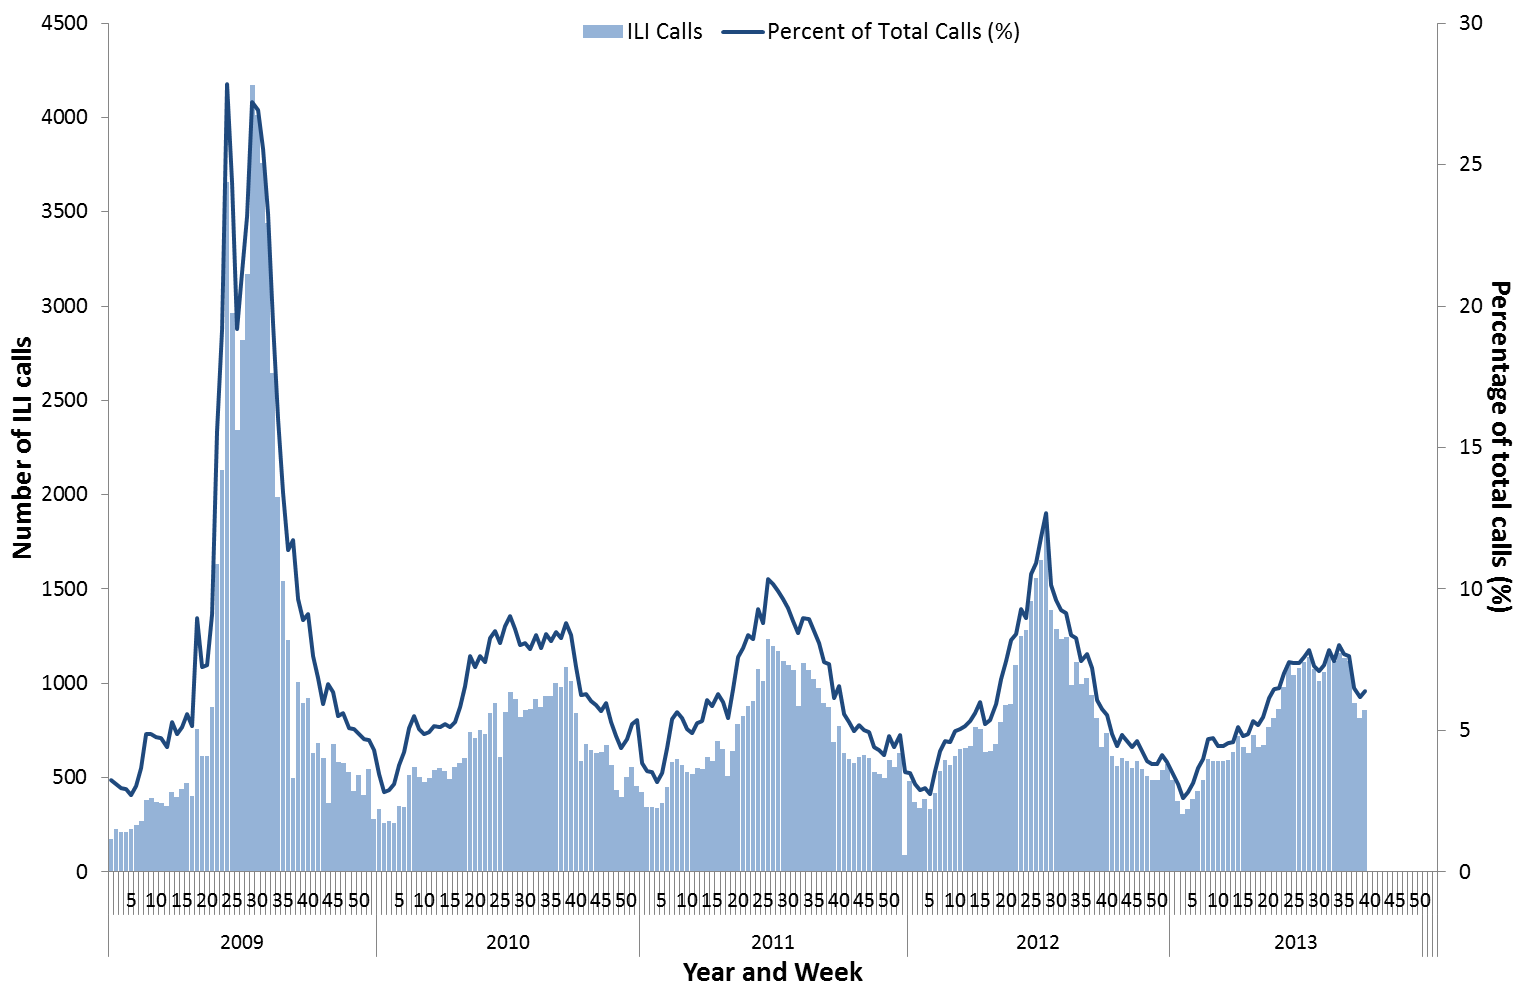 ILI Calls Percent of Total Calls (%)
4500
4000
3500
3000
2500
2000
1500
1000
500
0
Number of ILI calls
30
25
20
15
10
5
0
Percentage of total calls (%)
5 10 15 20 25 30 35 40 45 50 5 10 15 20 25 30 35 40 45 50 5 10 15 20 25 30 35 40 45 50 5 10 15 20 25 30 35 40 45 50 5 10 15 20 25 30 35 40 45 50
2009 2010 2011 2012 2013
Year and Week